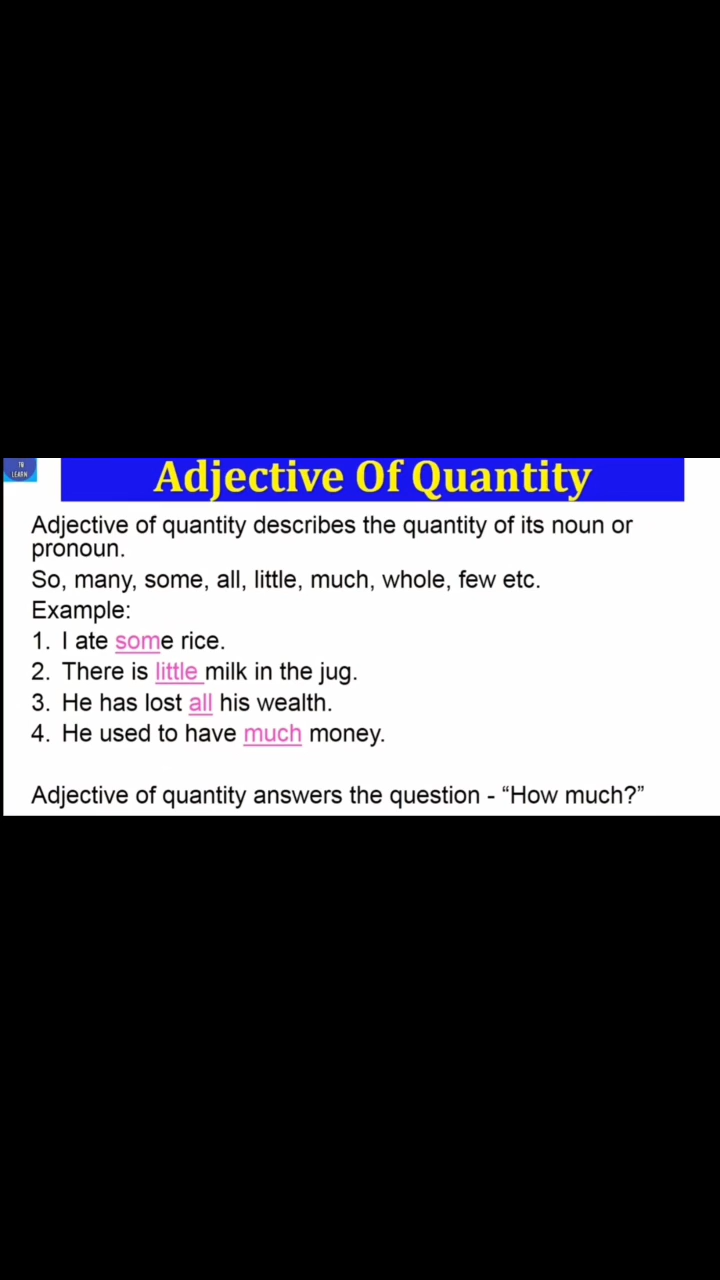 TO
LEARN
Adjective Of Quantity
Adjective of quantity describes the quantity of its noun or
pronoun.
So, many, some, all, little, much, whole, few etc.
Example:
1. I ate some rice.
2. There is little milk in the jug.
3. He has lost all his wealth.
4. He used to have much money.
Adjective of quantity answers the question - “How much?”